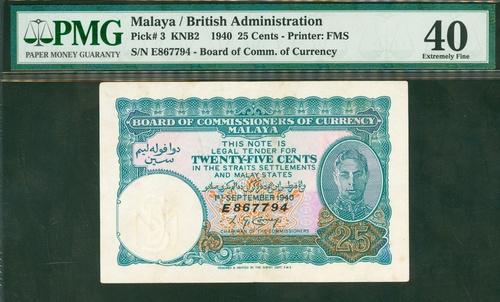 PMG
PAPER MONEY GUARANTY
Malaya / British Administration
Pick# 3 KNB2 1940 25 Cents - Printer: FMS
S/N E867794 - Board of Comm. of Currency
40
Extremely Fine
BOARD OF COMMISSIONERS OF CURRENCY
MALAYA
THIS NOTE IS
LEGAL TENDER FOR
TWENTY-FIVE CENTS
IN THE STRAITS SETTLEMENTS
AND MALAY STATES
1ST SEPTEMBER 1940
E867794
CHAIRMAN OF THE COMMISSIONERS
25